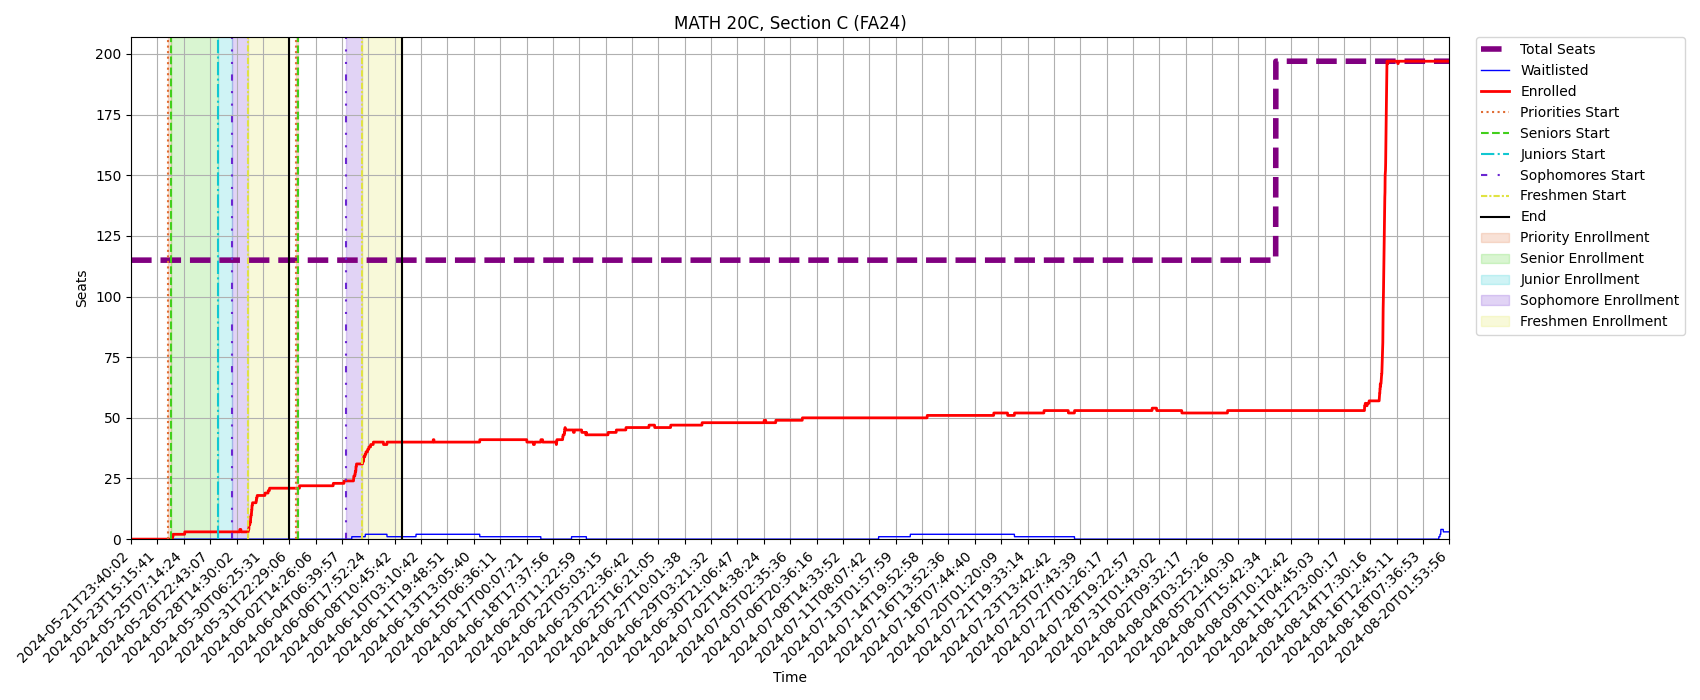 MATH 20C, Section C (FA24)
Seats
200
175
150
125
100
75
50
25
0
Total Seats
Waitlisted
Enrolled
Priorities Start
Seniors Start
Juniors Start
Sophomores Start
Freshmen Start
End
Priority Enrollment
Senior Enrollment
Junior Enrollment
Sophomore Enrollment
Freshmen Enrollment
2024-05-21T23:40:02
2024-05-23T15:15:41
2024-05-25T07:14:24
2024-05-26T22:43:07
2024-05-28T14:30:02
2024-05-30T06:25:31
2024-05-31T22:29:06
2024-06-02T14:26:06
2024-06-04T06:39:57
2024-06-06T17:52:24
2024-06-08T10:45:42
2024-06-10T03:10:42
2024-06-11T19:48:51
2024-06-13T13:05:40
2024-06-15T06:36:11
2024-06-17T00:07:21
2024-06-18T17:37:56
2024-06-20T11:22:59
2024-06-22T05:03:15
2024-06-23T22:36:42
2024-06-25T16:21:05
2024-06-27T10:01:38
2024-06-29T03:21:32
2024-06-30T21:06:47
2024-07-02T14:38:24
2024-07-05T02:35:36
2024-07-06T20:36:16
2024-07-08T14:33:52
2024-07-11T08:07:42
2024-07-13T01:57:59
2024-07-14T19:52:58
2024-07-16T13:52:36
2024-07-18T07:44:40
2024-07-20T01:20:09
2024-07-21T19:33:14
2024-07-23T13:42:42
2024-07-25T07:43:39
2024-07-27T01:26:17
2024-07-28T19:22:57
2024-07-31T01:43:02
2024-08-02T09:32:17
2024-08-04T03:25:26
2024-08-05T21:40:30
2024-08-07T15:42:34
2024-08-09T10:12:42
2024-08-11T04:45:03
2024-08-12T23:00:17
2024-08-14T17:30:16
2024-08-16T12:45:11
2024-08-18T07:36:53
2024-08-20T01:53:56
Time